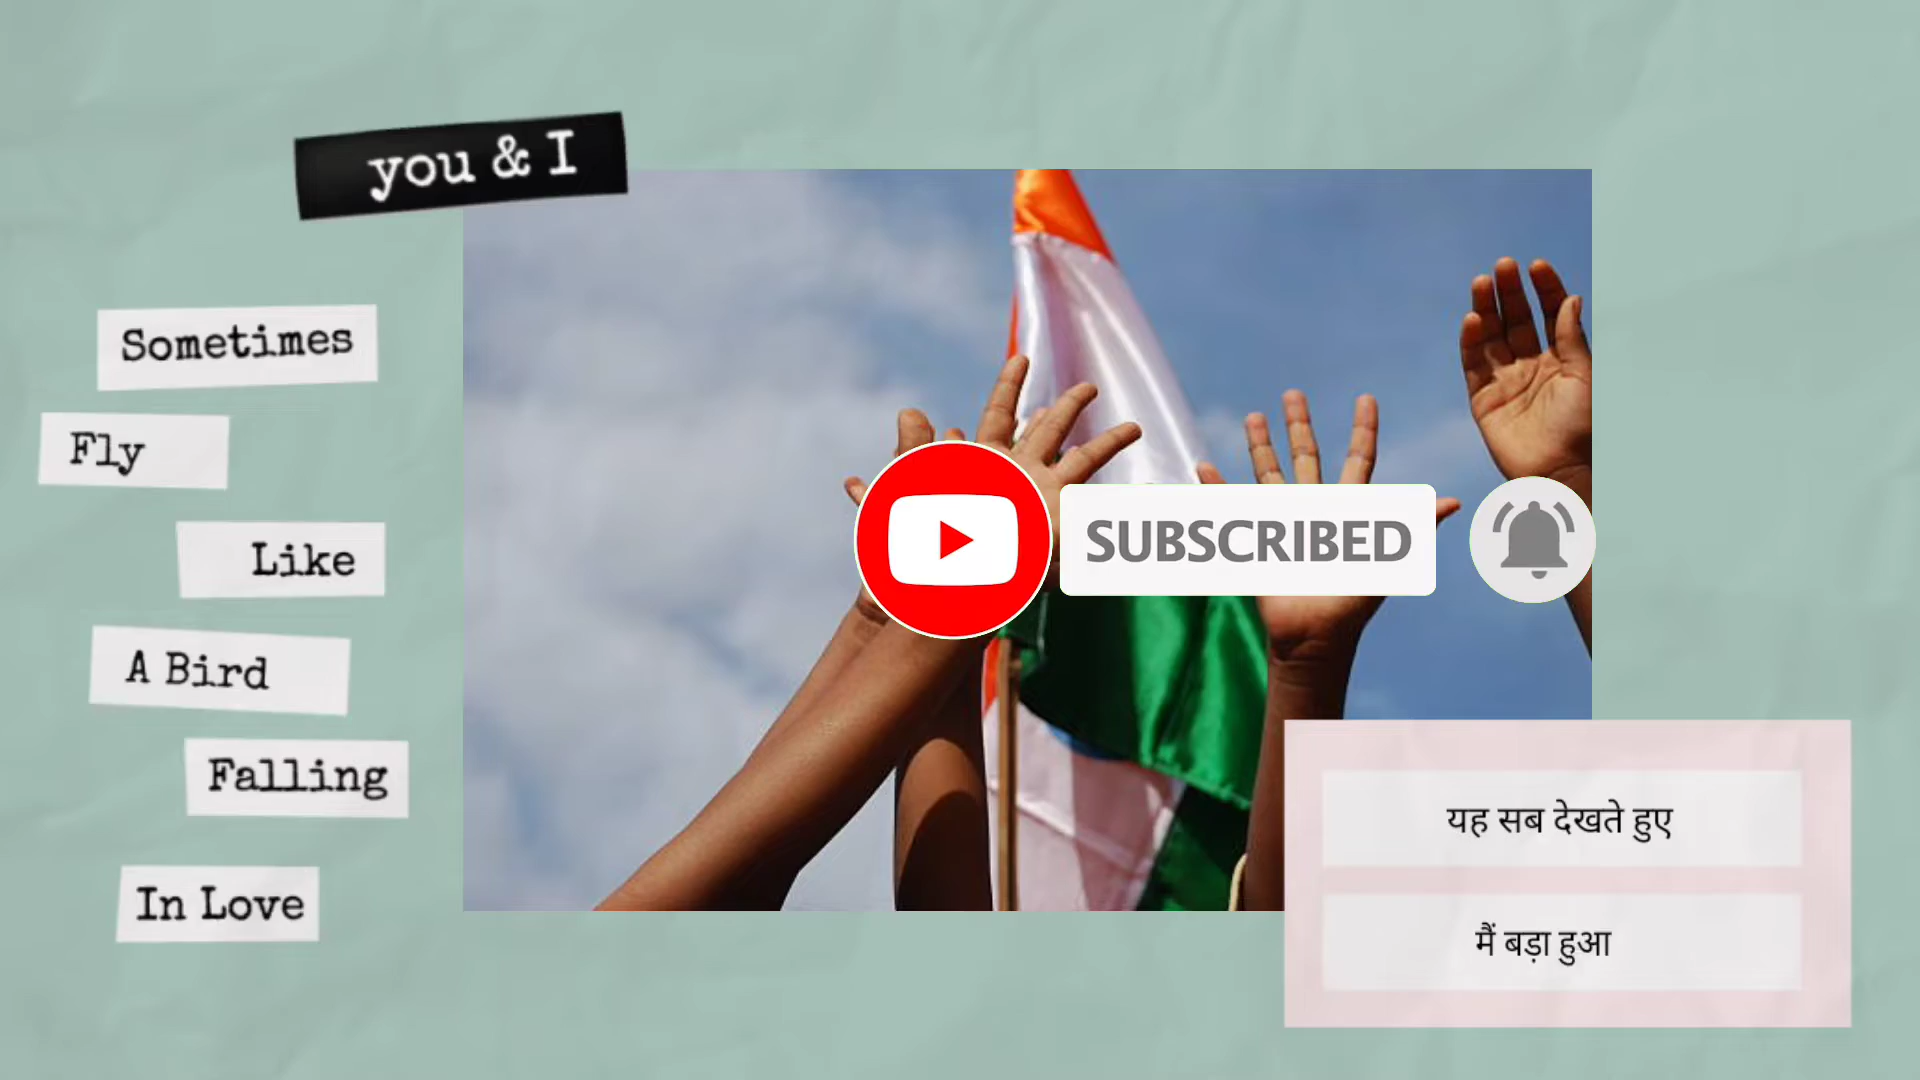 you & I
Sometimes
Fly
Like
A Bird
Falling
In Love
SUBSCRIBED
यह सब देखते हुए
मैं बड़ा हुआ